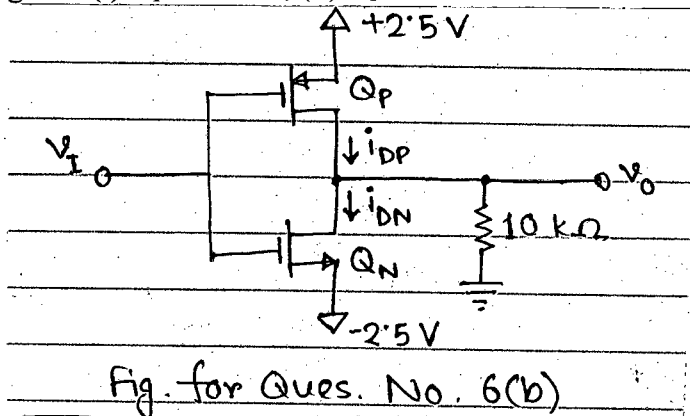 +2.5 V
Qp
↓ iDP
vI
vo
↓ iDN
10 kΩ
QN
-2.5 V
Fig. for Ques. No. 6(b)